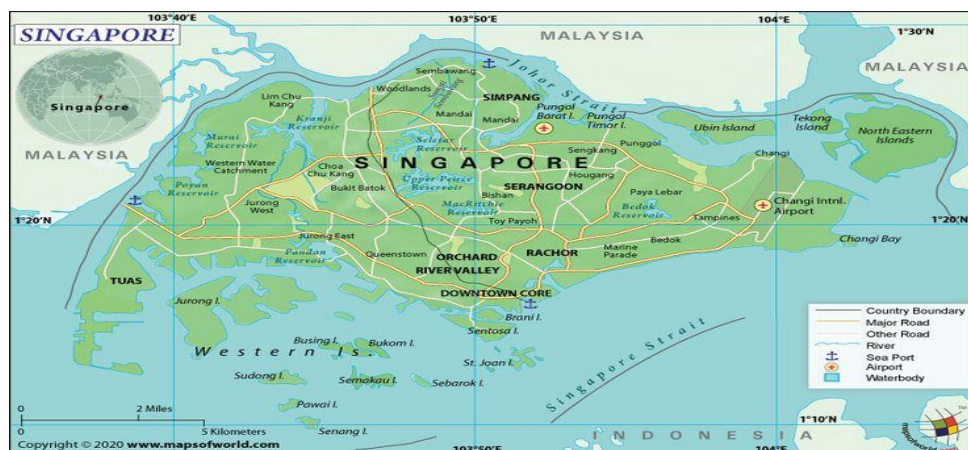 103°40'E
103°50'E
104°E
SINGAPORE
Singapore
MALAYSIA
1°30'N
MALAYSIA
MALAYSIA
Johor Strait
Sembawang
Woodlands
Sungei Sembawang
SIMPANG
Lim Chu
Kang
Kranji
Reservoir
Mandai
Mandai
Pungol
Barat I.
Pungol
Timor I.
Ubin Island
Tekong
Island
North Eastern
Islands
Murai
Reservoir
Seletar
Reservoir
Punggol
Sengkang
SINGAPORE
Changi
Western Water
Catchment
Choa
Chu Kang
Hougang
Upper Peirce
Reservoir
Poyan
Reservoir
Bukit Batok
Bishan
SERANGOON
Paya Lebar
Jurong
West
MacRitchie
Reservoir
Bedok
Reservoir
Changi Intnl.
Airport
1°20'N
Toy Payoh
Tampines
1°20'N
Jurong East
Bedok
Changi Bay
Pandan
Reservoir
Queenstown
ORCHARD
RIVER VALLEY
RACHOR
Marine
Parade
TUAS
DOWNTOWN CORE
Jurong I.
Brani I.
Sentosa I.
Busing I.
Bukom I.
Western Is.
St. Joan I.
Sudong I.
Semakau I.
Sebarok I.
Pawai I.
Senang I.
Singapore Strait
Country Boundary
Major Road
Other Road
River
Sea Port
Airport
Waterbody
0
2 Miles
0
5 Kilometers
1°10'N
INDONESIA
Copyright © 2020 www.mapsofworld.com
103°50'E
104°E
mapsofworld
TM